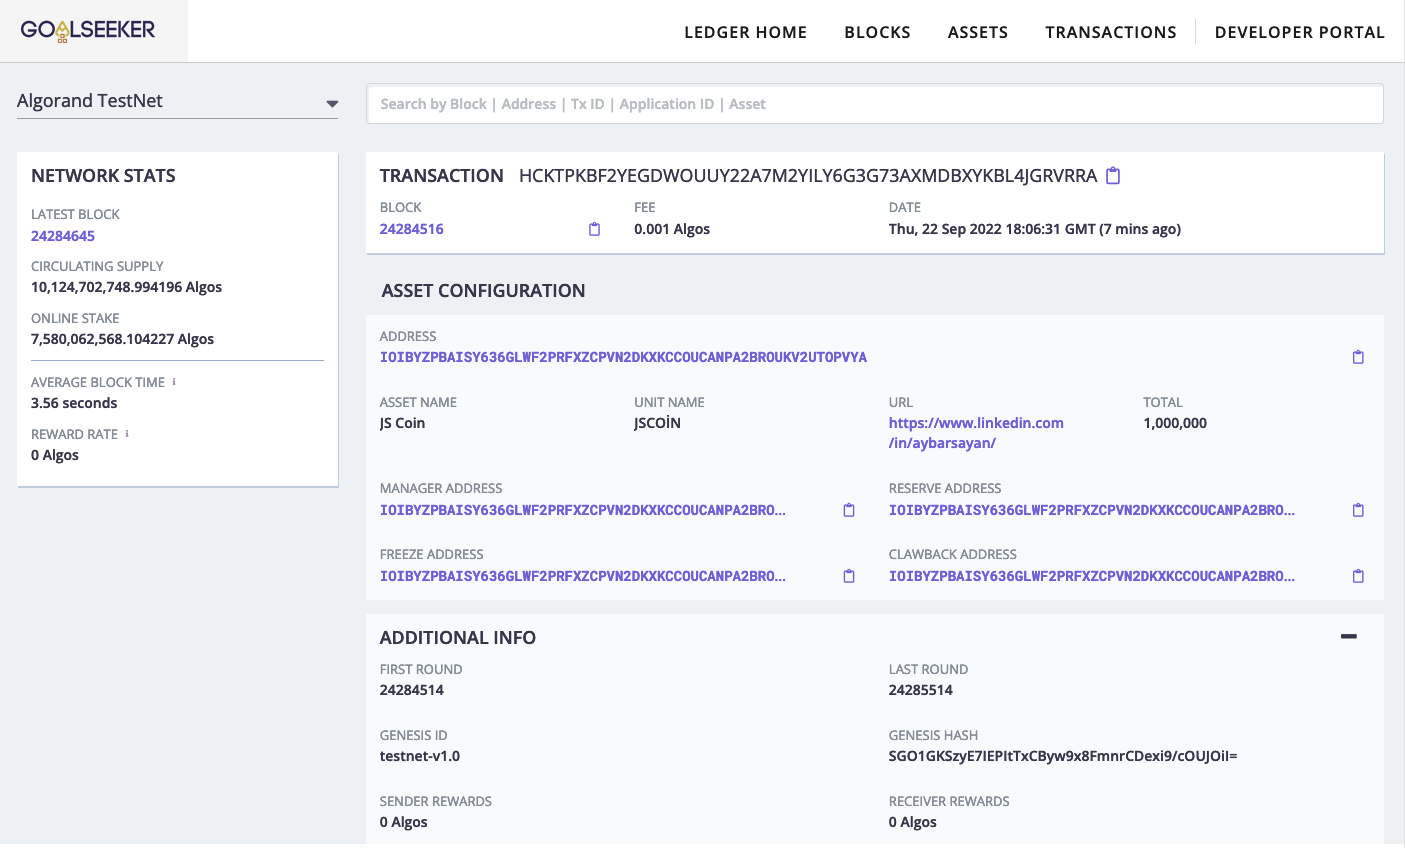 GOALSEEKER
LEDGER HOME BLOCKS ASSETS TRANSACTIONS DEVELOPER PORTAL
Algorand TestNet
Search by Block | Address | Tx ID | Application ID | Asset
NETWORK STATS
LATEST BLOCK
24284645
CIRCULATING SUPPLY
10,124,702,748.994196 Algos
ONLINE STAKE
7,580,062,568.104227 Algos
AVERAGE BLOCK TIME i
3.56 seconds
REWARD RATE i
0 Algos
TRANSACTION HCKTPKBF2YEGDWOUUY22A7M2YILY6G3G73AXMDBXYKBL4JGRVRRA
BLOCK FEE DATE
24284516 0.001 Algos Thu, 22 Sep 2022 18:06:31 GMT (7 mins ago)
ASSET CONFIGURATION
ADDRESS
IOIBYZPBAISY636GLWF2PRFXZCPVN2DKXKCCOUCANPA2BROUKV2UTOPVYA
ASSET NAME UNIT NAME URL TOTAL
JS Coin JSCOİN https://www.linkedin.com 1,000,000
/in/aybarsayan/
MANAGER ADDRESS RESERVE ADDRESS
IOIBYZPBAISY636GLWF2PRFXZCPVN2DKXKCCOUCANPA2BRO... IOIBYZPBAISY636GLWF2PRFXZCPVN2DKXKCCOUCANPA2BRO...
FREEZE ADDRESS CLAWBACK ADDRESS
IOIBYZPBAISY636GLWF2PRFXZCPVN2DKXKCCOUCANPA2BRO... IOIBYZPBAISY636GLWF2PRFXZCPVN2DKXKCCOUCANPA2BRO...
ADDITIONAL INFO
FIRST ROUND LAST ROUND
24284514 24285514
GENESIS ID GENESIS HASH
testnet-v1.0 SGO1GKSzyE7IEPItTxCByw9x8FmnrCDexi9/cOUJOiI=
SENDER REWARDS RECEIVER REWARDS
0 Algos 0 Algos